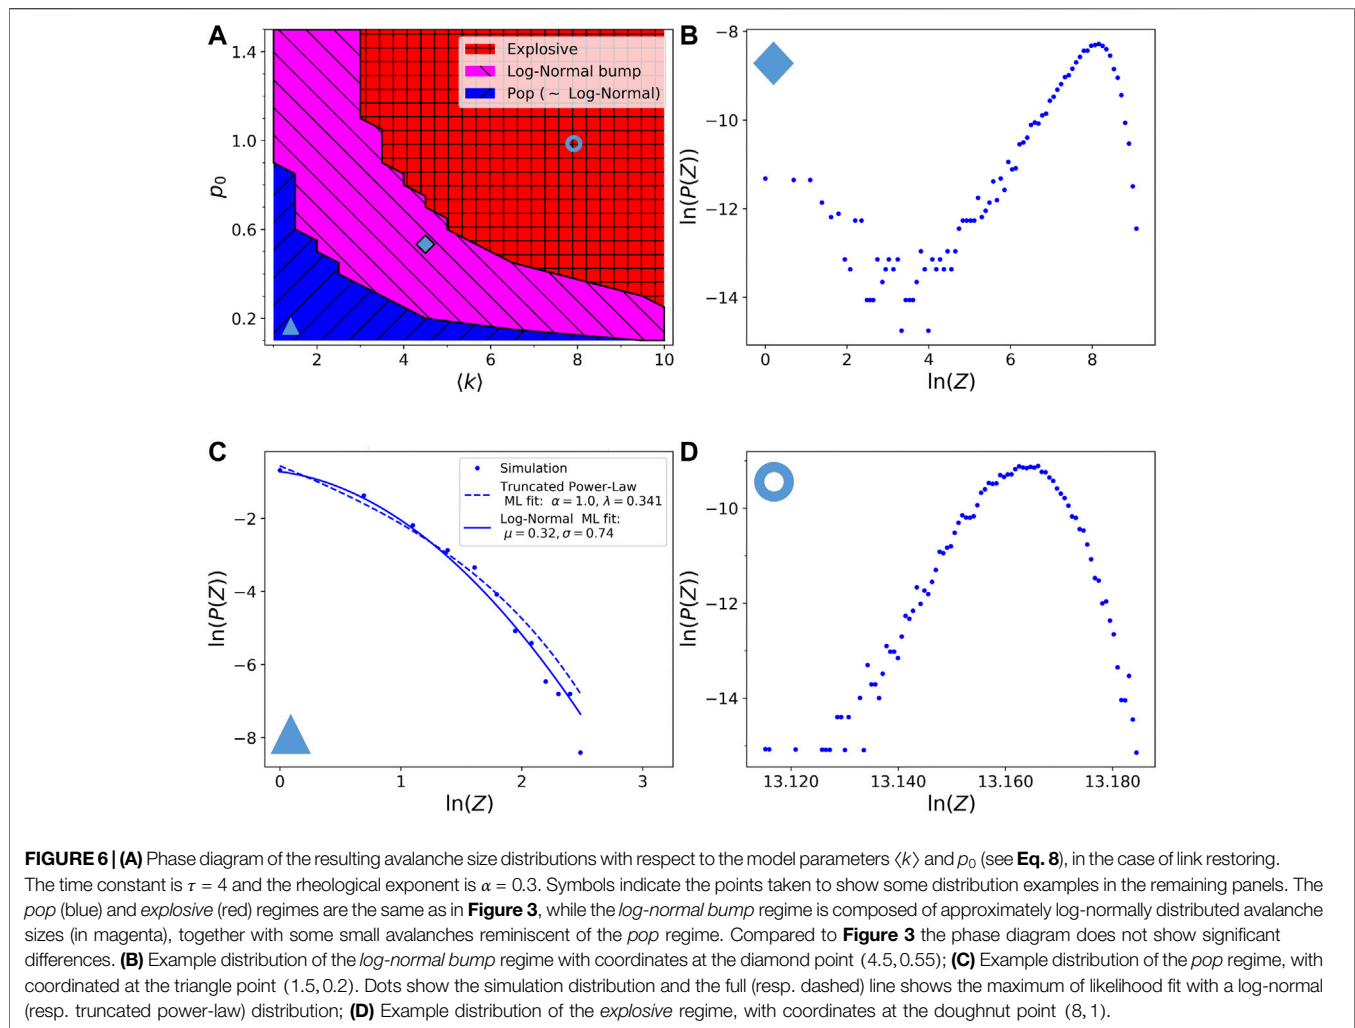 A
1.4
1.0
0.6
0.2
p0
2
4
6
8
10
⟨k⟩
Explosive
Log-Normal bump
Pop (∼ Log-Normal)
B
−8
−10
−12
−14
ln(P(Z))
0
2
4
6
8
ln(Z)
C
−2
−4
−6
−8
ln(P(Z))
0
1
2
3
ln(Z)
Simulation
Truncated Power-Law
ML fit: α = 1.0, λ = 0.341
Log-Normal ML fit:
μ = 0.32, σ = 0.74
D
−10
−12
−14
ln(P(Z))
13.120
13.140
13.160
13.180
ln(Z)
FIGURE 6 | (A) Phase diagram of the resulting avalanche size distributions with respect to the model parameters ⟨k⟩ and p0 (see Eq. 8), in the case of link restoring.
The time constant is τ = 4 and the rheological exponent is α = 0.3. Symbols indicate the points taken to show some distribution examples in the remaining panels. The
pop (blue) and explosive (red) regimes are the same as in Figure 3, while the log-normal bump regime is composed of approximately log-normally distributed avalanche
sizes (in magenta), together with some small avalanches reminiscent of the pop regime. Compared to Figure 3 the phase diagram does not show significant
differences. (B) Example distribution of the log-normal bump regime with coordinates at the diamond point (4.5, 0.55); (C) Example distribution of the pop regime, with
coordinated at the triangle point (1.5, 0.2). Dots show the simulation distribution and the full (resp. dashed) line shows the maximum of likelihood fit with a log-normal
(resp. truncated power-law) distribution; (D) Example distribution of the explosive regime, with coordinates at the doughnut point (8, 1).